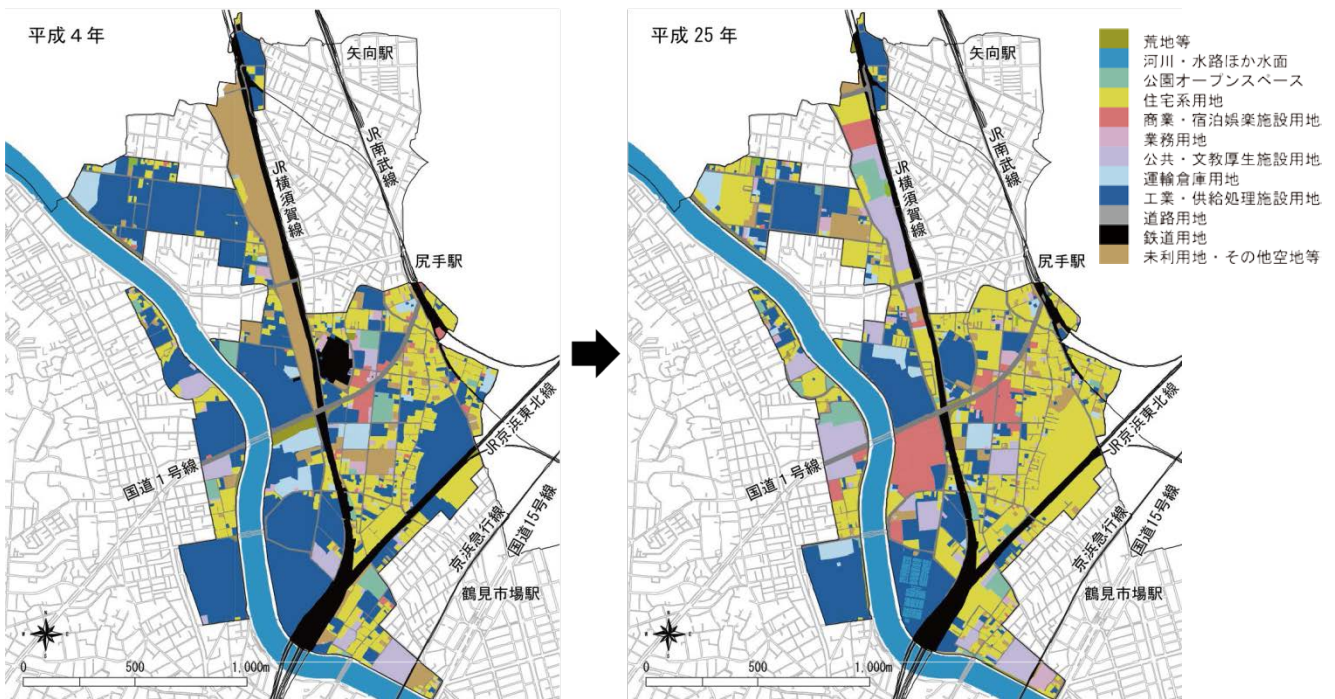 平成4年
矢向駅
JR南武線
JR横須賀線
尻手駅
JR京浜東北線
国道1号線
京浜急行線
国道15号線
鶴見市場駅
N
W
E
S
0 500 1,000m
平成25年
矢向駅
JR南武線
JR横須賀線
尻手駅
JR京浜東北線
国道1号線
京浜急行線
国道15号線
鶴見市場駅
N
W
E
S
0 500 1,000m
荒地等
河川・水路ほか水面
公園オープンスペース
住宅系用地
商業・宿泊娯楽施設用地
業務用地
公共・文教厚生施設用地
運輸倉庫用地
工業・供給処理施設用地
道路用地
鉄道用地
未利用地・その他空地等